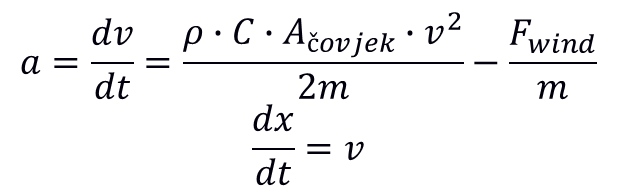 a = dv/dt = (ρ · C · A_čovjek · v²)/2m − F_wind/m
dx/dt = v